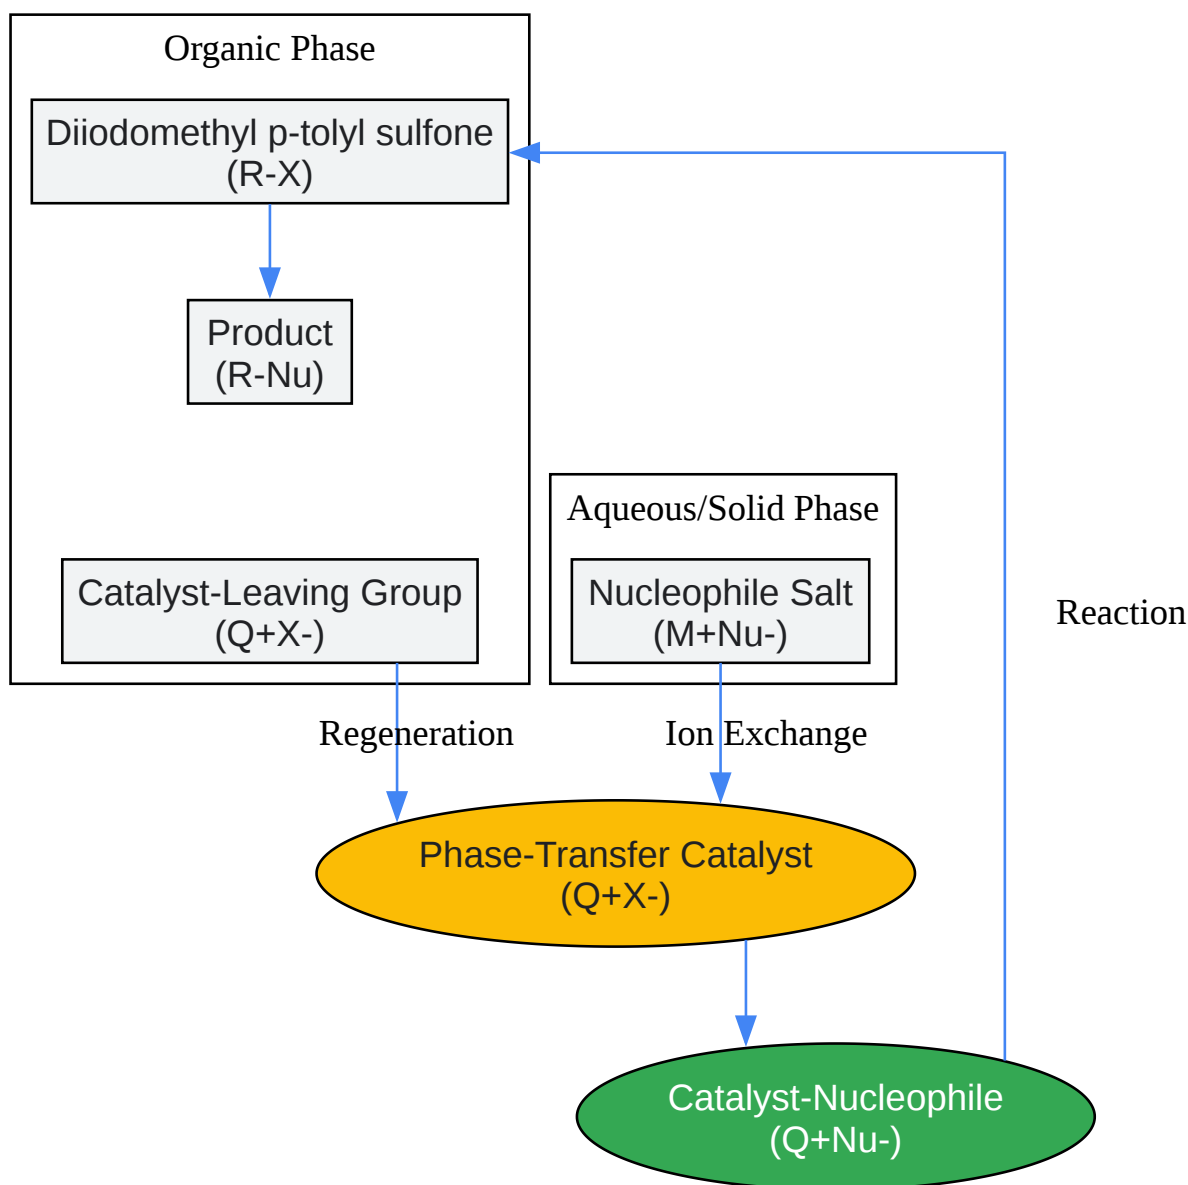 Organic Phase
Diiodomethyl p-tolyl sulfone
(R-X)
Product
(R-Nu)
Aqueous/Solid Phase
Catalyst-Leaving Group
(Q+X-)
Nucleophile Salt
(M+Nu-)
Reaction
Regeneration
Ion Exchange
Phase-Transfer Catalyst
(Q+X-)
Catalyst-Nucleophile
(Q+Nu-)